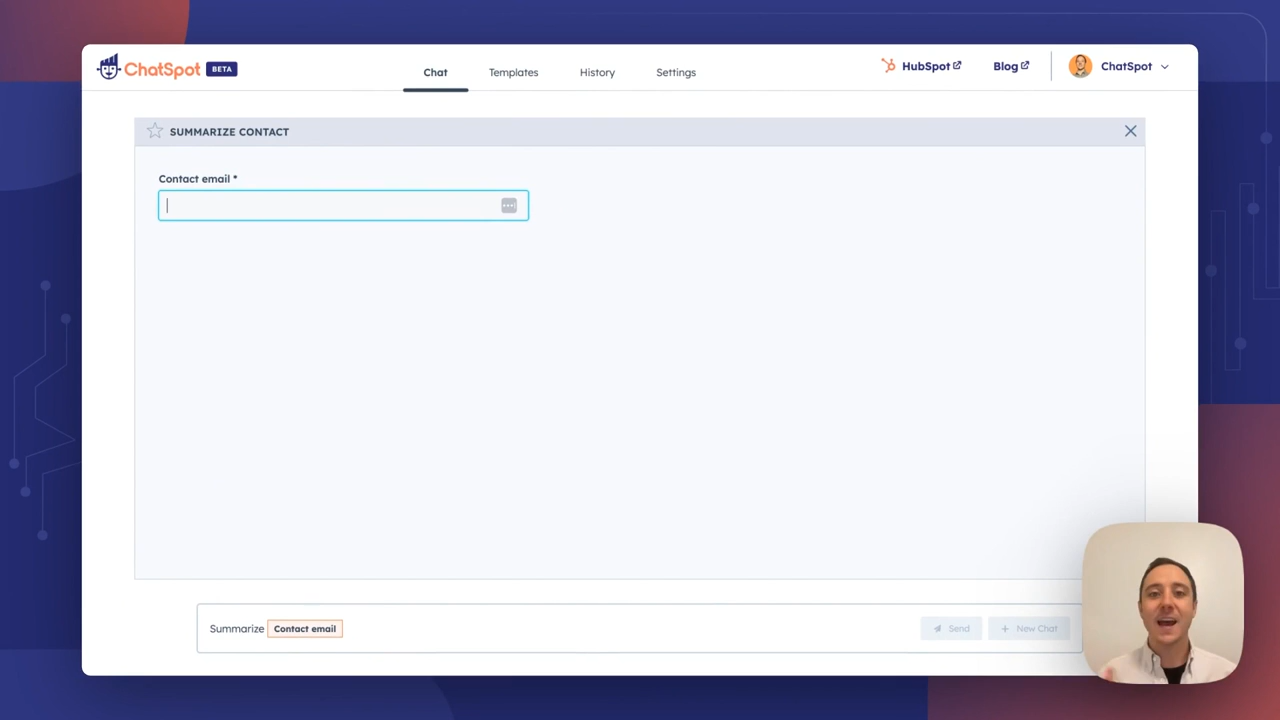 ChatSpot BETA
Chat
Templates
History
Settings
HubSpot
Blog
ChatSpot
SUMMARIZE CONTACT
Contact email *
Summarize Contact email
Send
+ New Chat